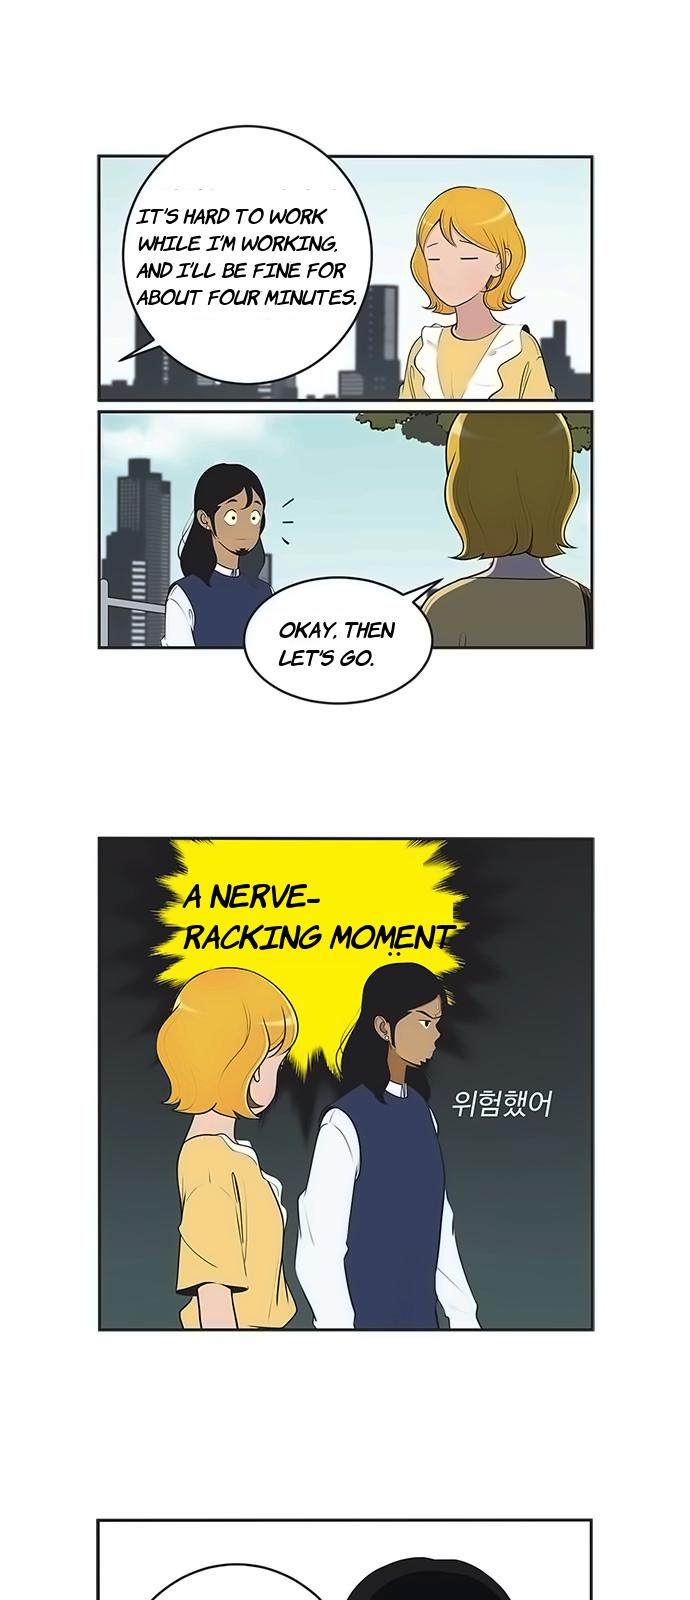 IT'S HARD TO WORK
WHILE I'M WORKING,
AND I'LL BE FINE FOR
ABOUT FOUR MINUTES.
OKAY, THEN
LET'S GO.
A NERVE-
RACKING MOMENT
위험했어